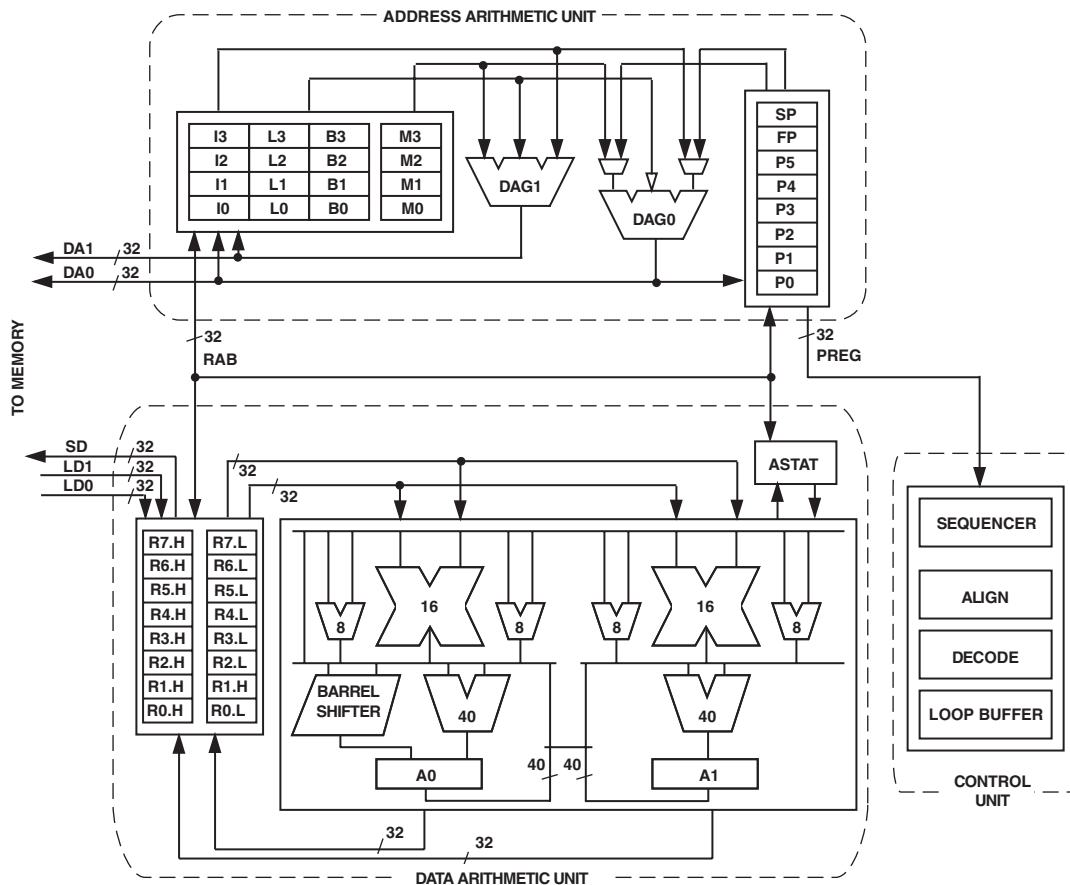 ADDRESS ARITHMETIC UNIT
I3 L3 B3 M3
I2 L2 B2 M2
I1 L1 B1 M1
I0 L0 B0 M0
DAG1
DAG0
SP
FP
P5
P4
P3
P2
P1
P0
DA1 32
DA0 32
TO MEMORY
32
RAB
32
PREG
SD 32
LD1 32
LD0 32
32
32
ASTAT
R7.H R7.L
R6.H R6.L
R5.H R5.L
R4.H R4.L
R3.H R3.L
R2.H R2.L
R1.H R1.H
R0.H R0.L
16
8
8
16
8
8
BARREL
SHIFTER
40
40
A0
40 40
A1
32
32
DATA ARITHMETIC UNIT
SEQUENCER
ALIGN
DECODE
LOOP BUFFER
CONTROL
UNIT